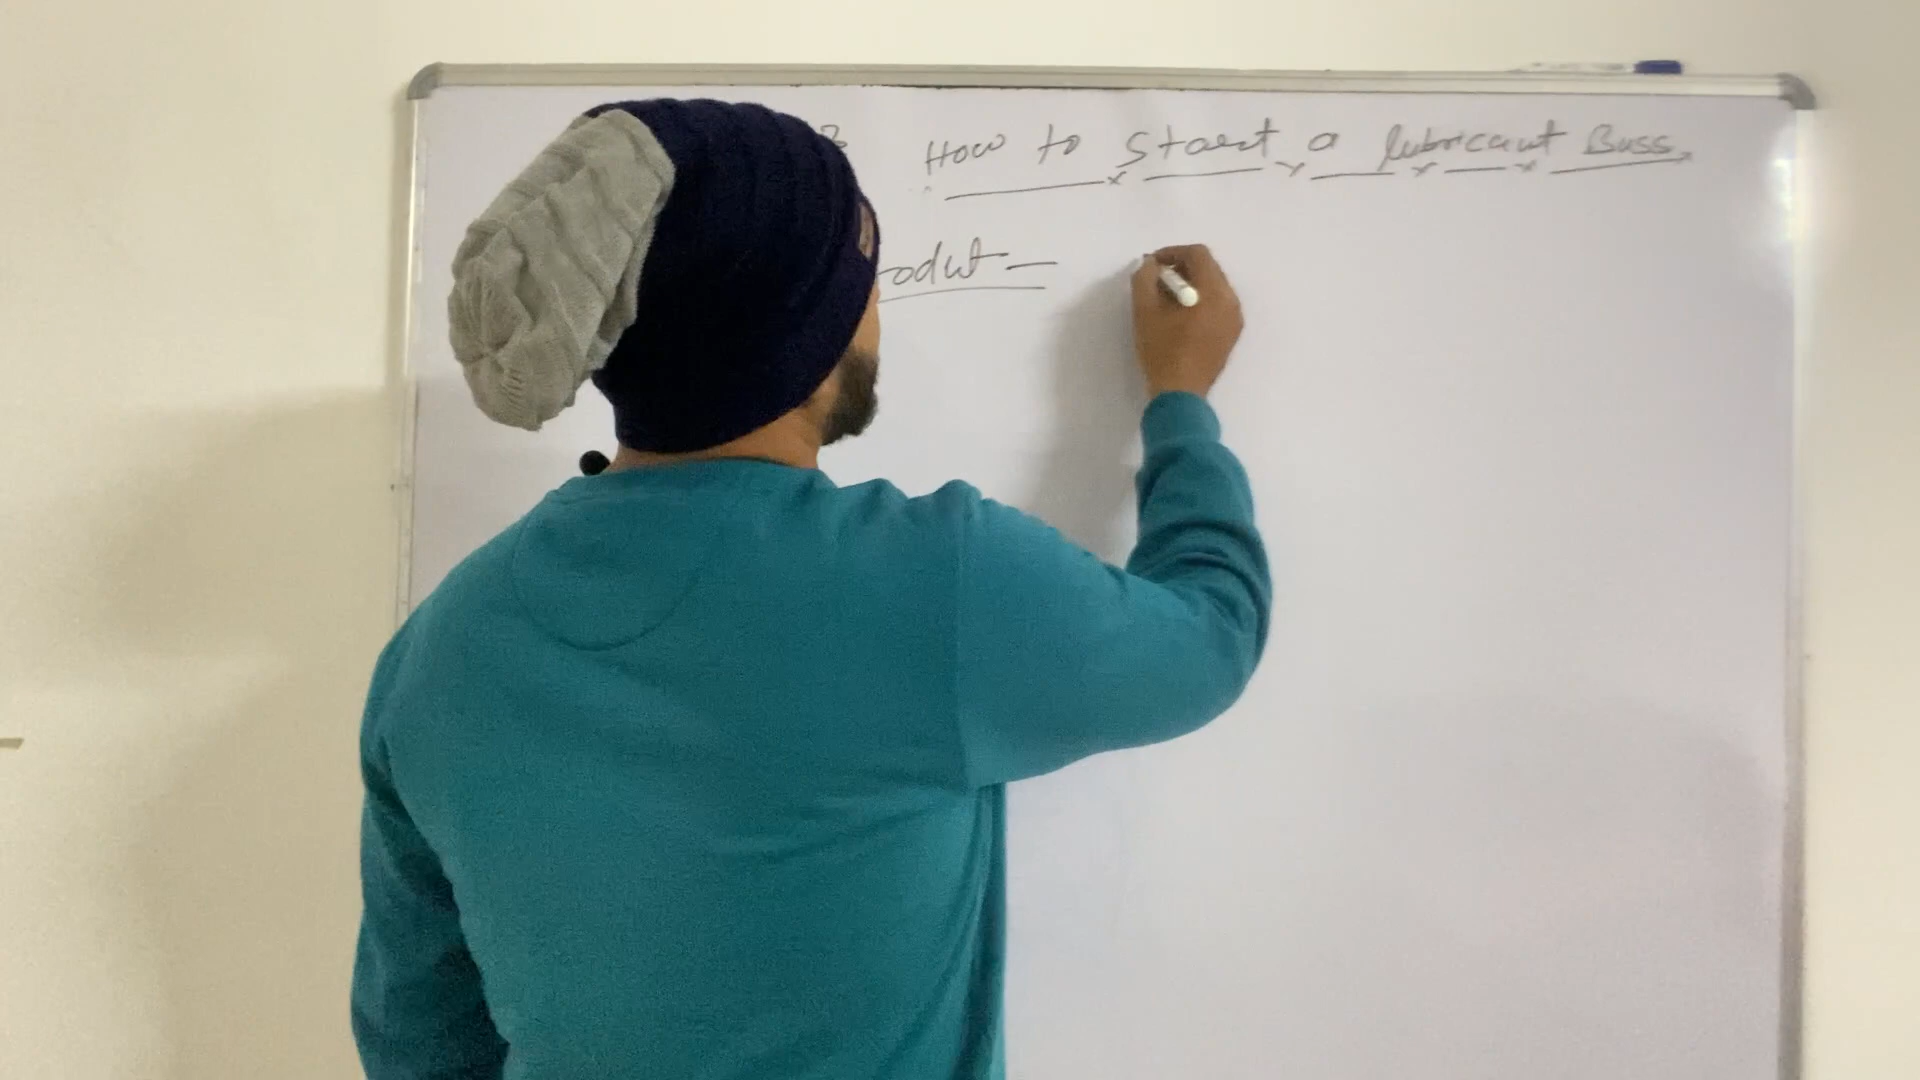 How to Start a lubricant Buss.
odut —